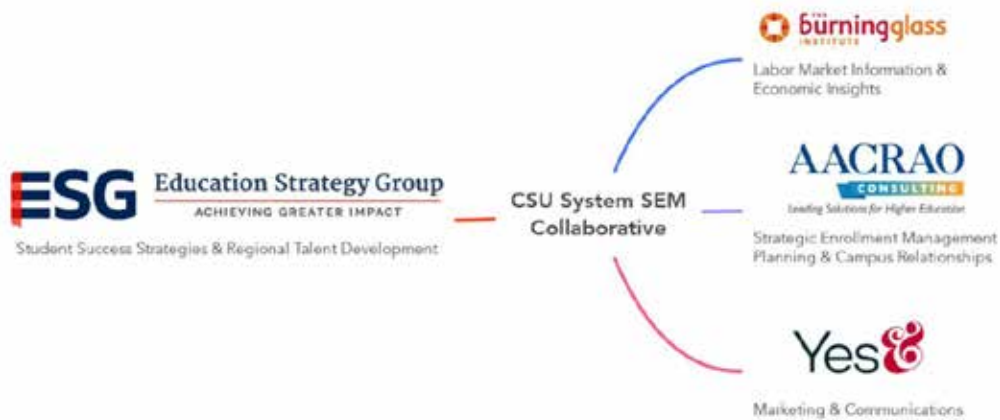 ESG
Education Strategy Group
ACHIEVING GREATER IMPACT
Student Success Strategies & Regional Talent Development
CSU System SEM
Collaborative
THE
burningglass
INSTITUTE
Labor Market Information &
Economic Insights
AACRAO
CONSULTING
Leading Solutions for Higher Education
Strategic Enrollment Management
Planning & Campus Relationships
Yes&
Marketing & Communications